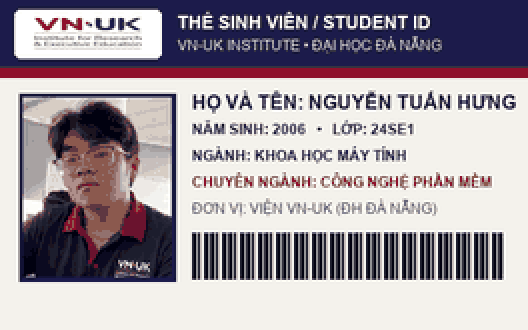 VN-UK
Institute for Research
& Executive Education
THẺ SINH VIÊN / STUDENT ID
VN-UK INSTITUTE • ĐẠI HỌC ĐÀ NẴNG
HỌ VÀ TÊN: NGUYỄN TUẤN HƯNG
NĂM SINH: 2006 • LỚP: 24SE1
NGÀNH: KHOA HỌC MÁY TÍNH
CHUYÊN NGÀNH: CÔNG NGHỆ PHẦN MỀM
ĐƠN VỊ: VIỆN VN-UK (ĐH ĐÀ NẴNG)
VN-UK